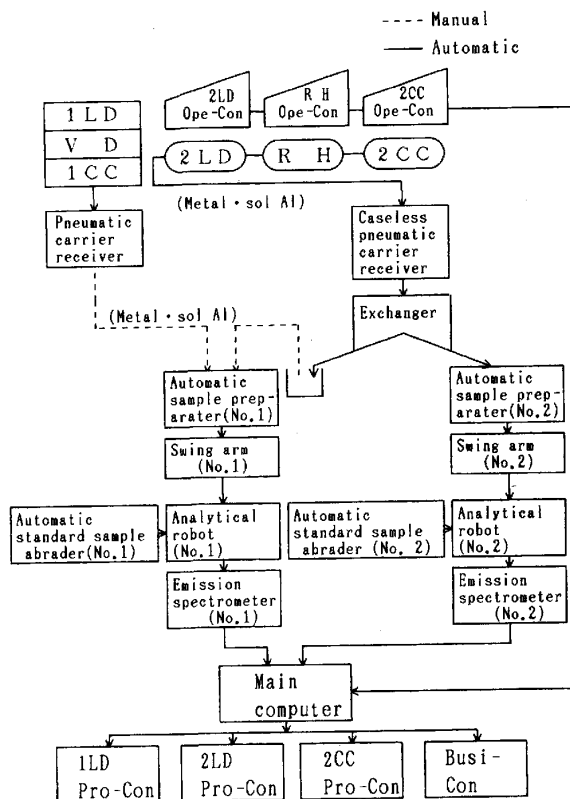 ---- Manual
— Automatic
2LD
Ope-Con
R H
Ope-Con
2CC
Ope-Con
1LD
V D
1CC
2LD
R H
2CC
(Metal・sol Al)
Pneumatic
carrier
receiver
Caseless
pneumatic
carrier
receiver
(Metal・sol Al)
Exchanger
Automatic
sample prep-
arater(No.1)
Automatic
sample prep-
arater(No.2)
Swing arm
(No.1)
Swing arm
(No.2)
Automatic
standard sample
abrader(No.1)
Analytical
robot
(No.1)
Automatic
standard sample
abrader (No. 2)
Analytical
robot
(No.2)
Emission
spectrometer
(No.1)
Emission
spectrometer
(No.2)
Main
computer
1LD
Pro-Con
2LD
Pro-Con
2CC
Pro-Con
Busi-
Con